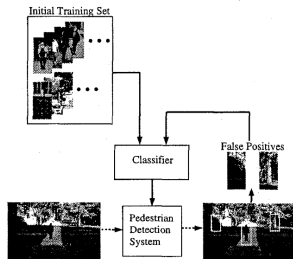 Initial Training Set
False Positives
Classifier
Pedestrian
Detection
System